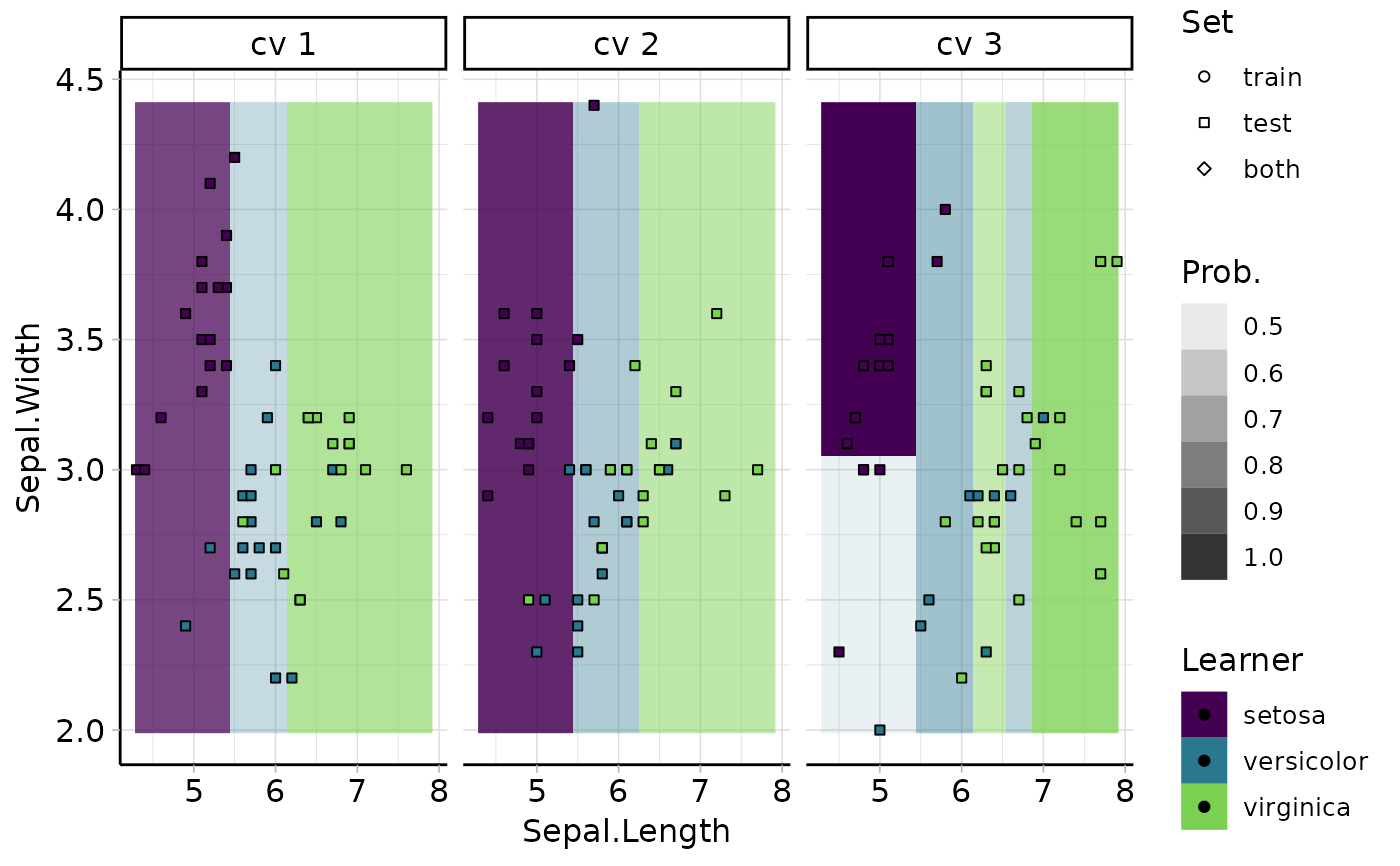 cv 1
cv 2
cv 3
4.5
4.0
3.5
3.0
2.5
2.0
Sepal.Width
5 6 7 8
5 6 7 8
5 6 7 8
Sepal.Length
Set
train
test
both
Prob.
0.5
0.6
0.7
0.8
0.9
1.0
Learner
setosa
versicolor
virginica